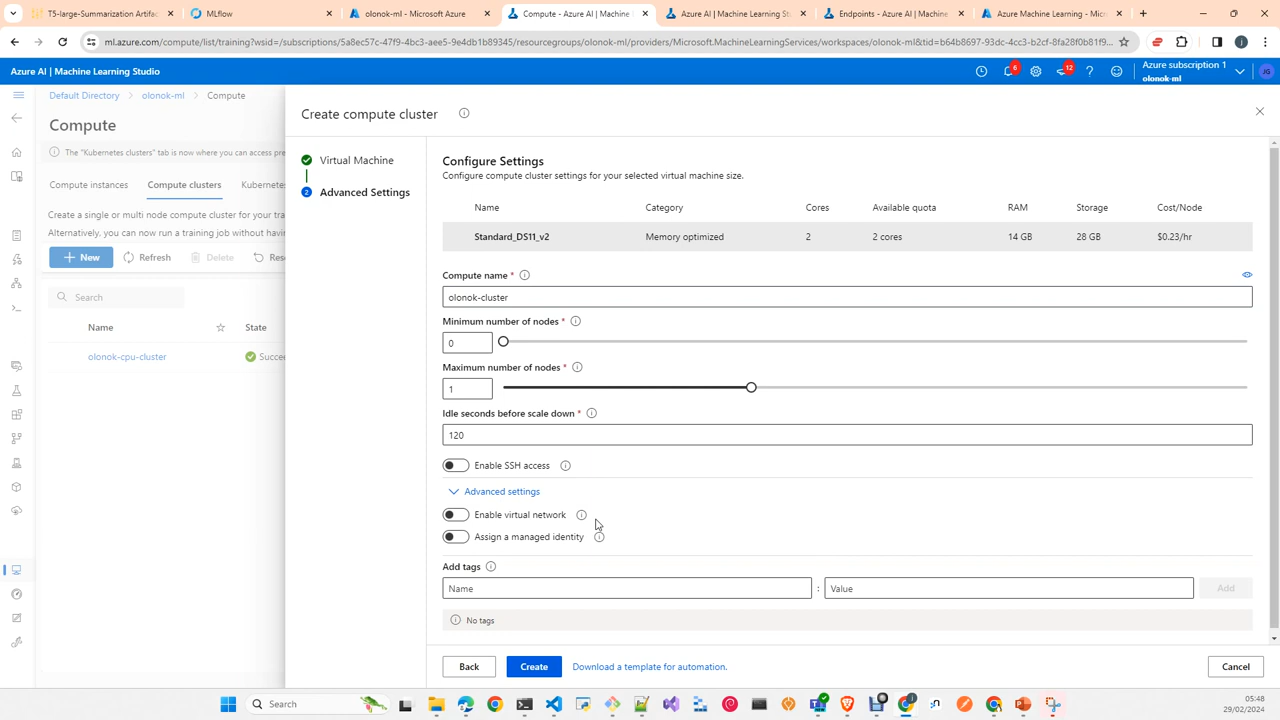 T5-large-Summarization Artifac
MLflow
olonok-ml - Microsoft Azure
Compute - Azure AI | Machine L
Azure AI | Machine Learning Stu
Endpoints - Azure AI | Machine
Azure Machine Learning - Micro
ml.azure.com/compute/list/training?wsid=/subscriptions/5a8ec57c-47f9-4bc3-aee5-9e4db1b89345/resourcegroups/olonok-ml/providers/Microsoft.MachineLearningServices/workspaces/olonok-ml&tid=b64b8697-93dc-4cc3-b2cf-8fa28f0b81f9...
Azure AI | Machine Learning Studio
6
12
Azure subscription 1
olonok-ml
JG
Default Directory > olonok-ml > Compute
Compute
The "Kubernetes clusters" tab is now where you can access pre
Compute instances
Compute clusters
Kubernetes
Create a single or multi node compute cluster for your tra
Alternatively, you can now run a training job without havin
New
Refresh
Delete
Res
Search
Name
State
olonok-cpu-cluster
Succe
Create compute cluster
Virtual Machine
2 Advanced Settings
Configure Settings
Configure compute cluster settings for your selected virtual machine size.
Name Category Cores Available quota RAM Storage Cost/Node
Standard_DS11_v2 Memory optimized 2 2 cores 14 GB 28 GB $0.23/hr
Compute name *
olonok-cluster
Minimum number of nodes *
0
Maximum number of nodes *
1
Idle seconds before scale down *
120
Enable SSH access
Advanced settings
Enable virtual network
Assign a managed identity
Add tags
Name : Value Add
No tags
Back
Create
Download a template for automation.
Cancel
Search
05:48
29/02/2024